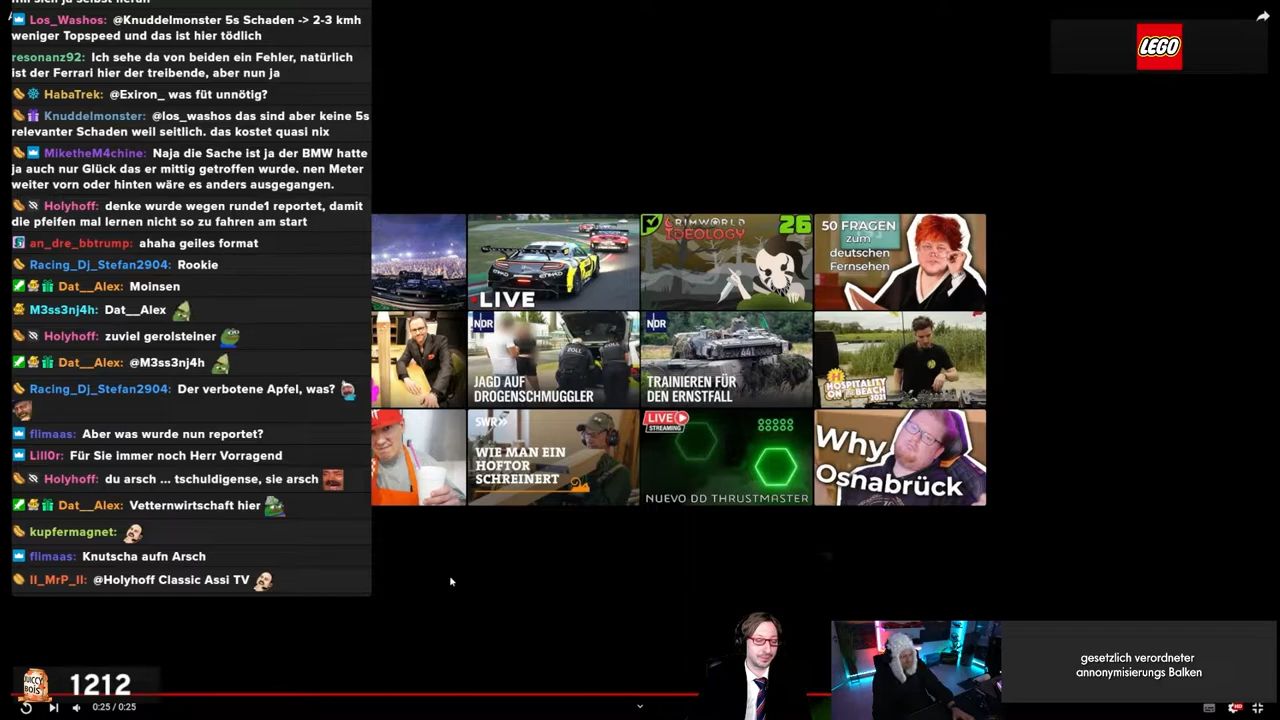 Los_Washos: @Knuddelmonster 5s Schaden -> 2-3 kmh
weniger Topspeed und das ist hier tödlich
resonanz92: Ich sehe da von beiden ein Fehler, natürlich
ist der Ferrari hier der treibende, aber nun ja
HabaTrek: @Exiron_ was füt unnötig?
Knuddelmonster: @los_washos das sind aber keine 5s
relevanter Schaden weil seitlich. das kostet quasi nix
MiketheM4chine: Naja die Sache ist ja der BMW hatte
ja auch nur Glück das er mittig getroffen wurde. nen Meter
weiter vorn oder hinten wäre es anders ausgegangen.
Holyhoff: denke wurde wegen runde1 reportet, damit
die pfeifen mal lernen nicht so zu fahren am start
an_dre_bbtrump: ahaha geiles format
Racing_Dj_Stefan2904: Rookie
Dat__Alex: Moinsen
M3ss3nj4h: Dat__Alex
Holyhoff: zuviel gerolsteiner
Dat__Alex: @M3ss3nj4h
Racing_Dj_Stefan2904: Der verbotene Apfel, was?
flimaas: Aber was wurde nun reportet?
Lill0r: Für Sie immer noch Herr Vorragend
Holyhoff: du arsch ... tschuldigense, sie arsch
Dat__Alex: Vetternwirtschaft hier
kupfermagnet:
flimaas: Knutscha aufn Arsch
II_MrP_II: @Holyhoff Classic Assi TV
LEGO
LIVE
RIMWORLD
IDEOLOGY
26
50 FRAGEN
zum
deutschen
Fernsehen
NDR
ZOLL
JAGD AUF
DROGENSCHMUGGLER
NDR
441
TRAINIEREN FÜR
DEN ERNSTFALL
HOSPITALITY
ON THE BEACH
2021
SWR
WIE MAN EIN
HOFTOR
SCHREINERT
LIVE
STREAMING
NUEVO DD THRUSTMASTER
Why
Osnabrück
JUICCY
BOIS
1212
gesetzlich verordneter
annonymisierungs Balken
0:25 / 0:25
HD